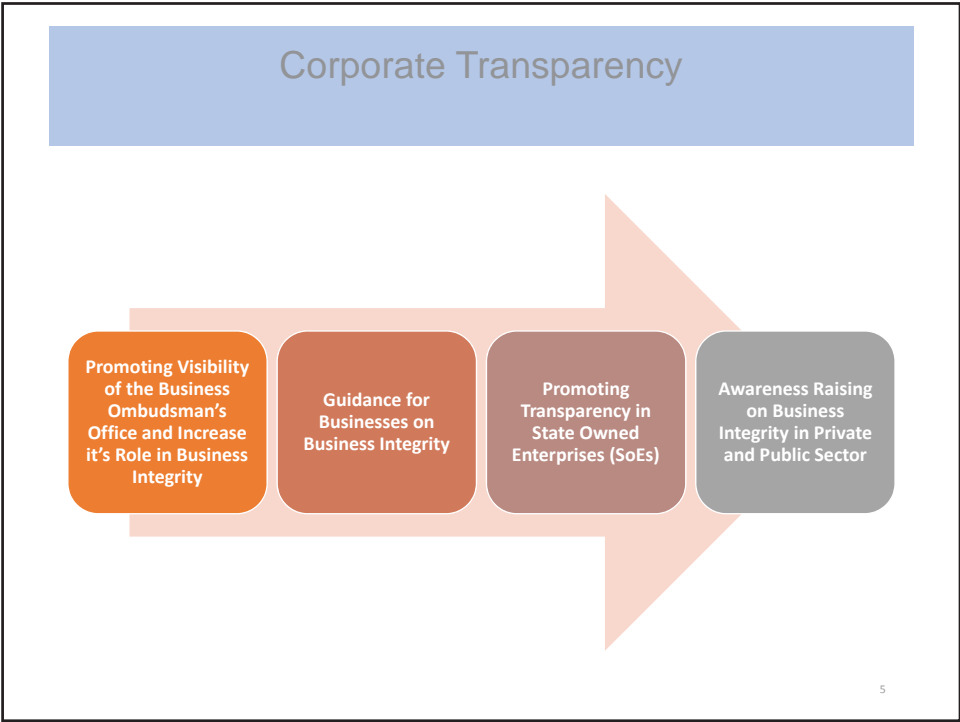 Corporate Transparency
Promoting Visibility
of the Business
Ombudsman’s
Office and Increase
it’s Role in Business
Integrity
Guidance for
Businesses on
Business Integrity
Promoting
Transparency in
State Owned
Enterprises (SoEs)
Awareness Raising
on Business
Integrity in Private
and Public Sector
5